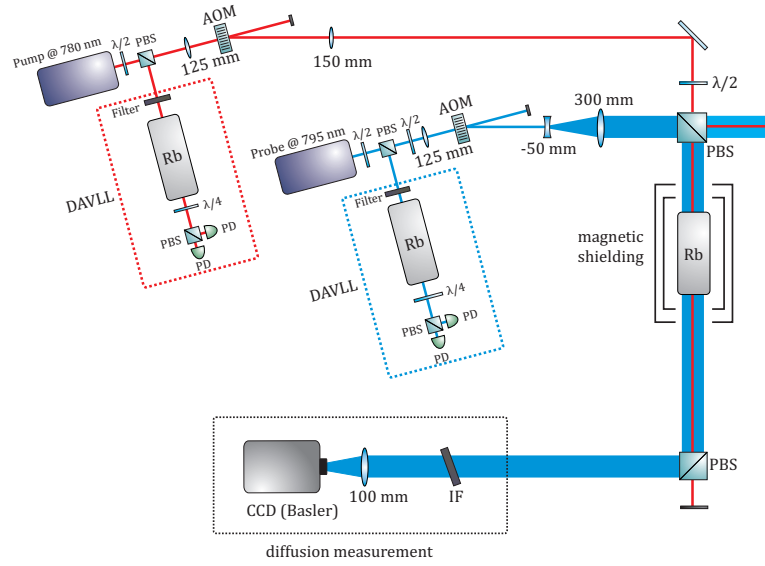 AOM
PBS
λ/2
Pump @ 780 nm
125 mm
150 mm
λ/2
Filter
Rb
DAVLL
λ/4
PBS
PD
PD
AOM
λ/2
PBS
λ/2
Probe @ 795 nm
125 mm
300 mm
-50 mm
PBS
Filter
Rb
DAVLL
λ/4
PBS
PD
PD
magnetic
shielding
Rb
PBS
100 mm
IF
CCD (Basler)
diffusion measurement